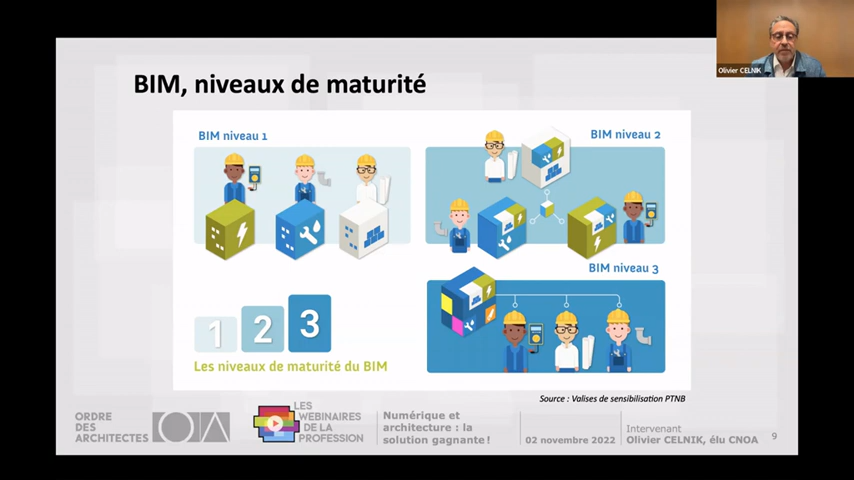 Olivier CELNIK
BIM, niveaux de maturité
BIM niveau 1
BIM niveau 2
BIM niveau 3
1 2 3
Les niveaux de maturité du BIM
Source : Valises de sensibilisation PTNB
ORDRE
DES
ARCHITECTES
LES
WEBINAIRES
DE LA
PROFESSION
Numérique et
architecture : la
solution gagnante !
02 novembre 2022
Intervenant
Olivier CELNIK, élu CNOA
9